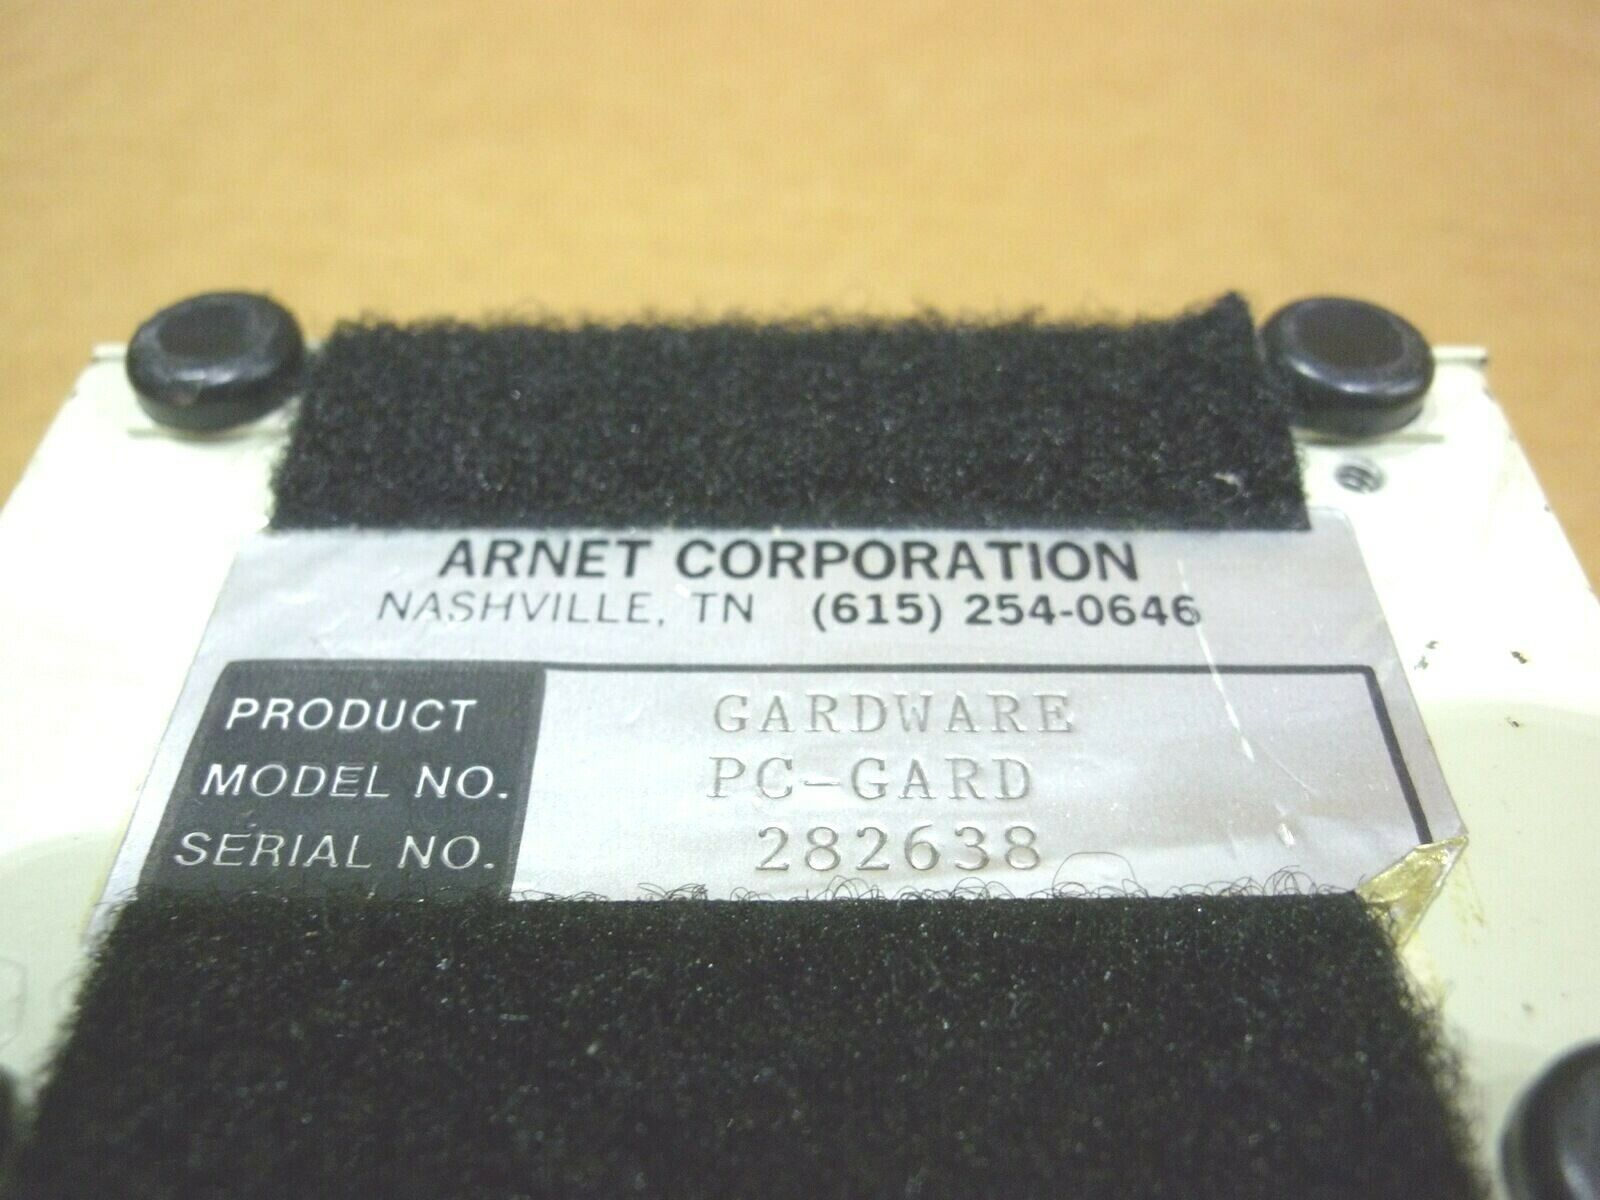 ARNET CORPORATION
NASHVILLE, TN (615) 254-0646
PRODUCT GARDWARE
MODEL NO. PC-GARD
SERIAL NO. 282638